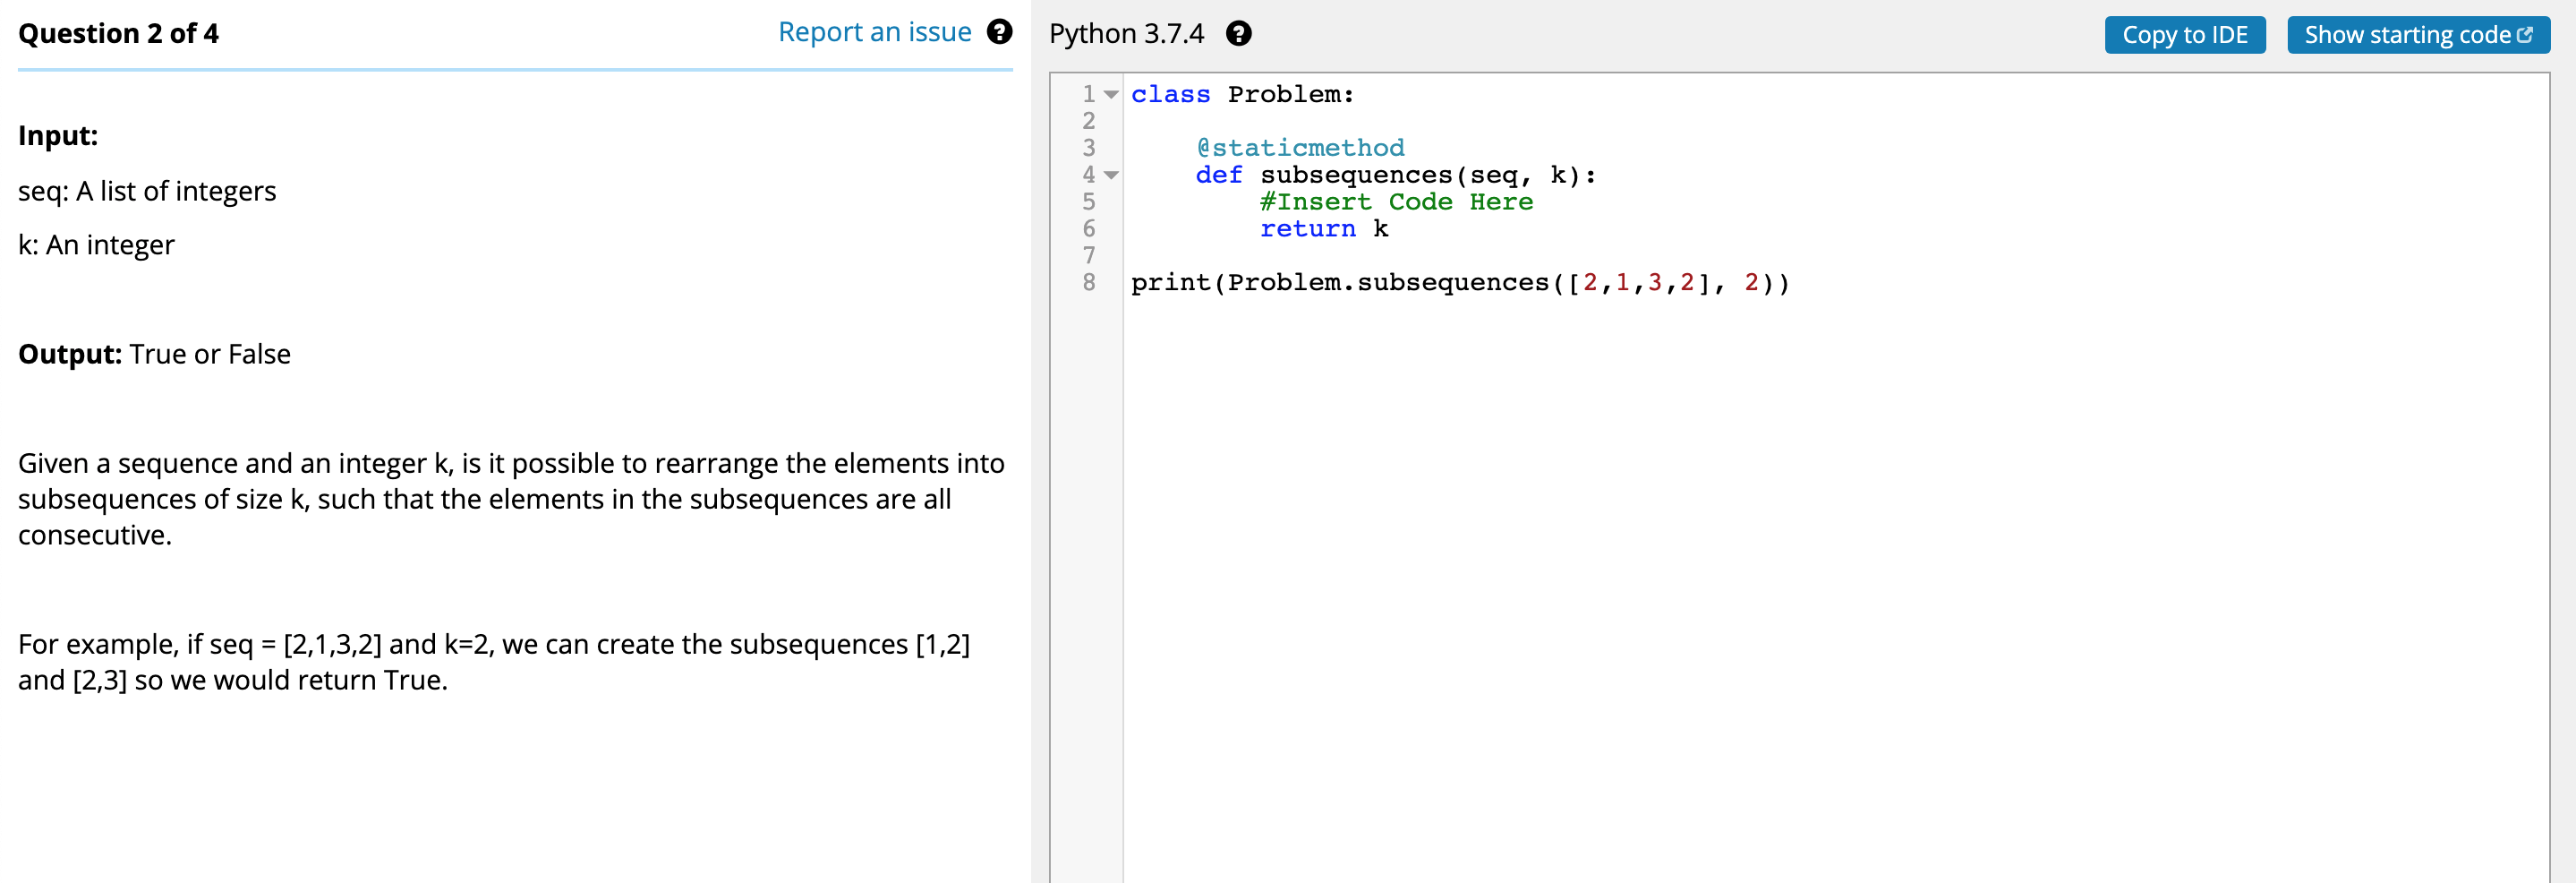 Question 2 of 4
Report an issue ?
Input:
seq: A list of integers
k: An integer
Output: True or False
Given a sequence and an integer k, is it possible to rearrange the elements into
subsequences of size k, such that the elements in the subsequences are all
consecutive.
For example, if seq = [2,1,3,2] and k=2, we can create the subsequences [1,2]
and [2,3] so we would return True.
Python 3.7.4 ?
Copy to IDE
Show starting code
1 class Problem:
2
3     @staticmethod
4     def subsequences(seq, k):
5         #Insert Code Here
6         return k
7
8 print(Problem.subsequences([2,1,3,2], 2))